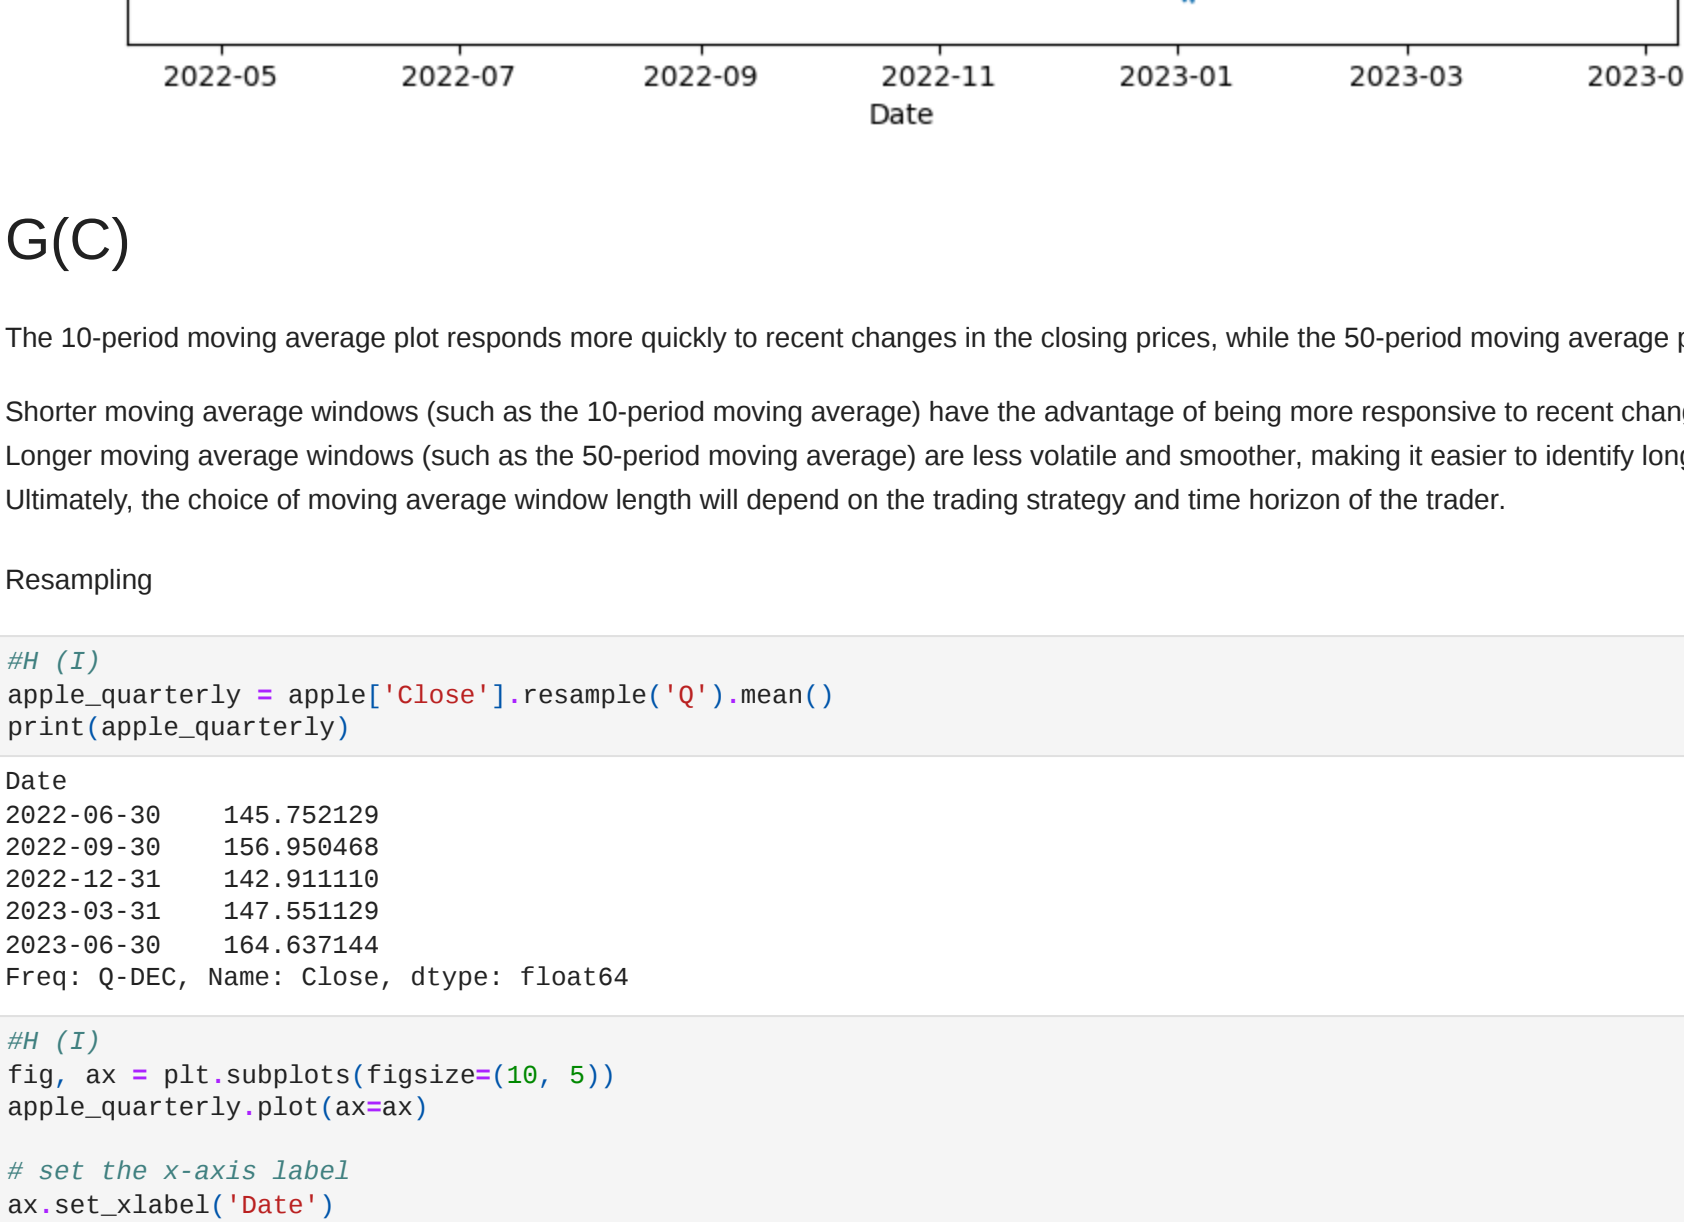 2022-05 2022-07 2022-09 2022-11 2023-01 2023-03 2023-0
Date
G(C)
The 10-period moving average plot responds more quickly to recent changes in the closing prices, while the 50-period moving average p
Shorter moving average windows (such as the 10-period moving average) have the advantage of being more responsive to recent chang
Longer moving average windows (such as the 50-period moving average) are less volatile and smoother, making it easier to identify long
Ultimately, the choice of moving average window length will depend on the trading strategy and time horizon of the trader.
Resampling
#H (I)
apple_quarterly = apple['Close'].resample('Q').mean()
print(apple_quarterly)
Date
2022-06-30    145.752129
2022-09-30    156.950468
2022-12-31    142.911110
2023-03-31    147.551129
2023-06-30    164.637144
Freq: Q-DEC, Name: Close, dtype: float64
#H (I)
fig, ax = plt.subplots(figsize=(10, 5))
apple_quarterly.plot(ax=ax)
# set the x-axis label
ax.set_xlabel('Date')